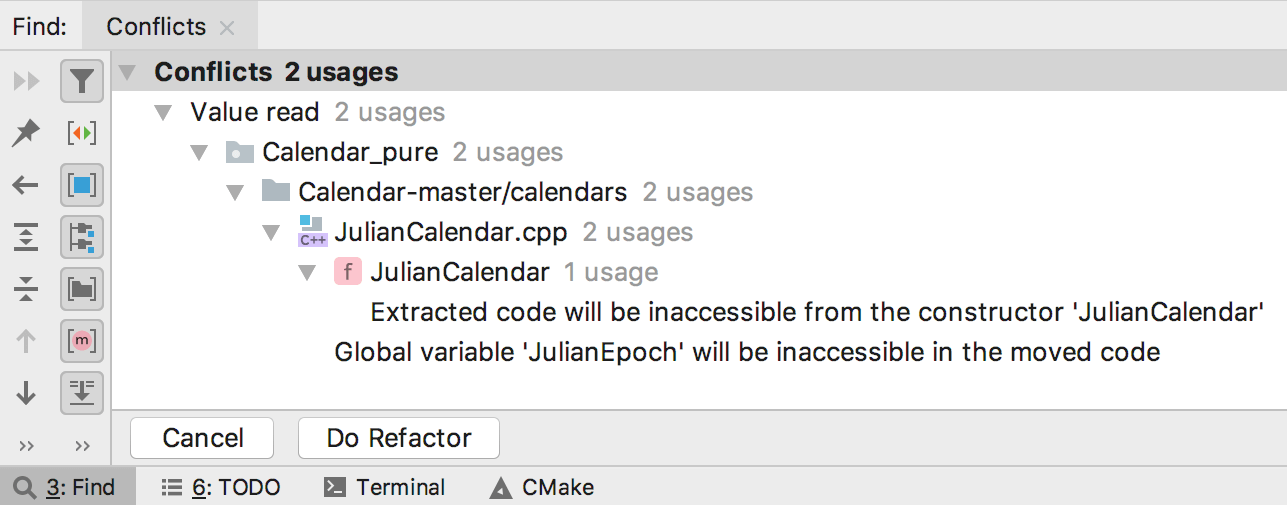 Find: Conflicts
Conflicts 2 usages
Value read 2 usages
Calendar_pure 2 usages
Calendar-master/calendars 2 usages
C++ JulianCalendar.cpp 2 usages
f JulianCalendar 1 usage
Extracted code will be inaccessible from the constructor 'JulianCalendar'
m
Global variable 'JulianEpoch' will be inaccessible in the moved code
Cancel Do Refactor
3: Find 6: TODO Terminal CMake